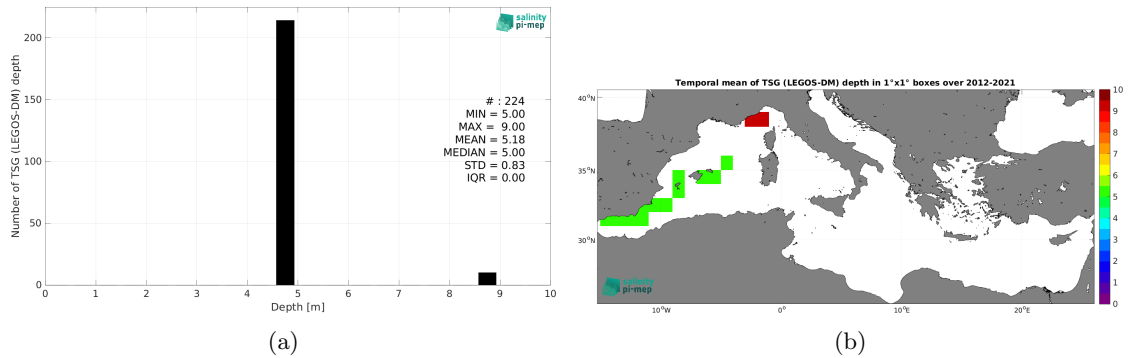 200
150
100
50
0
0 1 2 3 4 5 6 7 8 9 10
Number of TSG (LEGOS-DM) depth
Depth [m]
salinity
pi-mep
# : 224
MIN = 5.00
MAX = 9.00
MEAN = 5.18
MEDIAN = 5.00
STD = 0.83
IQR = 0.00
(a)
Temporal mean of TSG (LEGOS-DM) depth in 1°x1° boxes over 2012-2021
40°N
35°N
30°N
10°W 0° 10°E 20°E
salinity
pi-mep
10
9
8
7
6
5
4
3
2
1
0
(b)